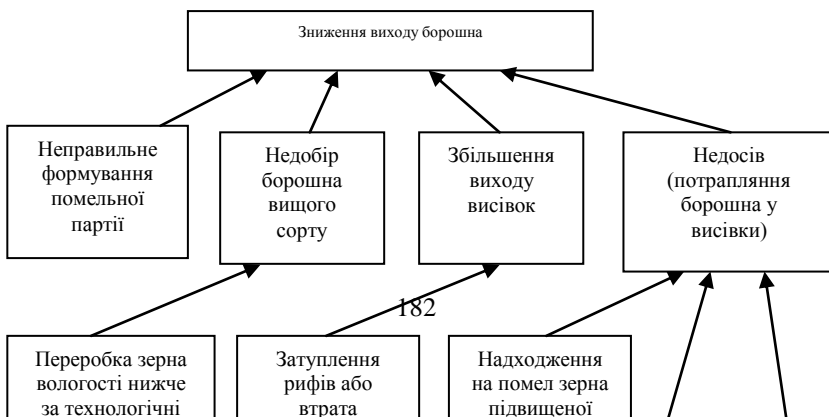 Зниження виходу борошна
Неправильне
формування
помельної
партії
Недобір
борошна
вищого
сорту
Збільшення
виходу
висівок
Недосів
(потрапляння
борошна у
висівки)
182
Переробка зерна
вологості нижче
за технологічні
Затуплення
рифів або
втрата
Надходження
на помел зерна
підвищеної